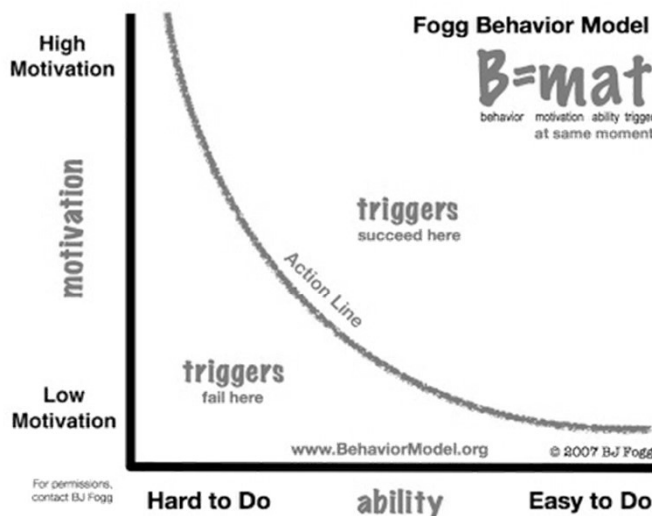 Fogg Behavior Model
B=mat
behavior motivation ability trigger
at same moment
High
Motivation
motivation
triggers
succeed here
Action Line
triggers
fail here
Low
Motivation
www.BehaviorModel.org
© 2007 BJ Fogg
For permissions,
contact BJ Fogg
Hard to Do
ability
Easy to Do